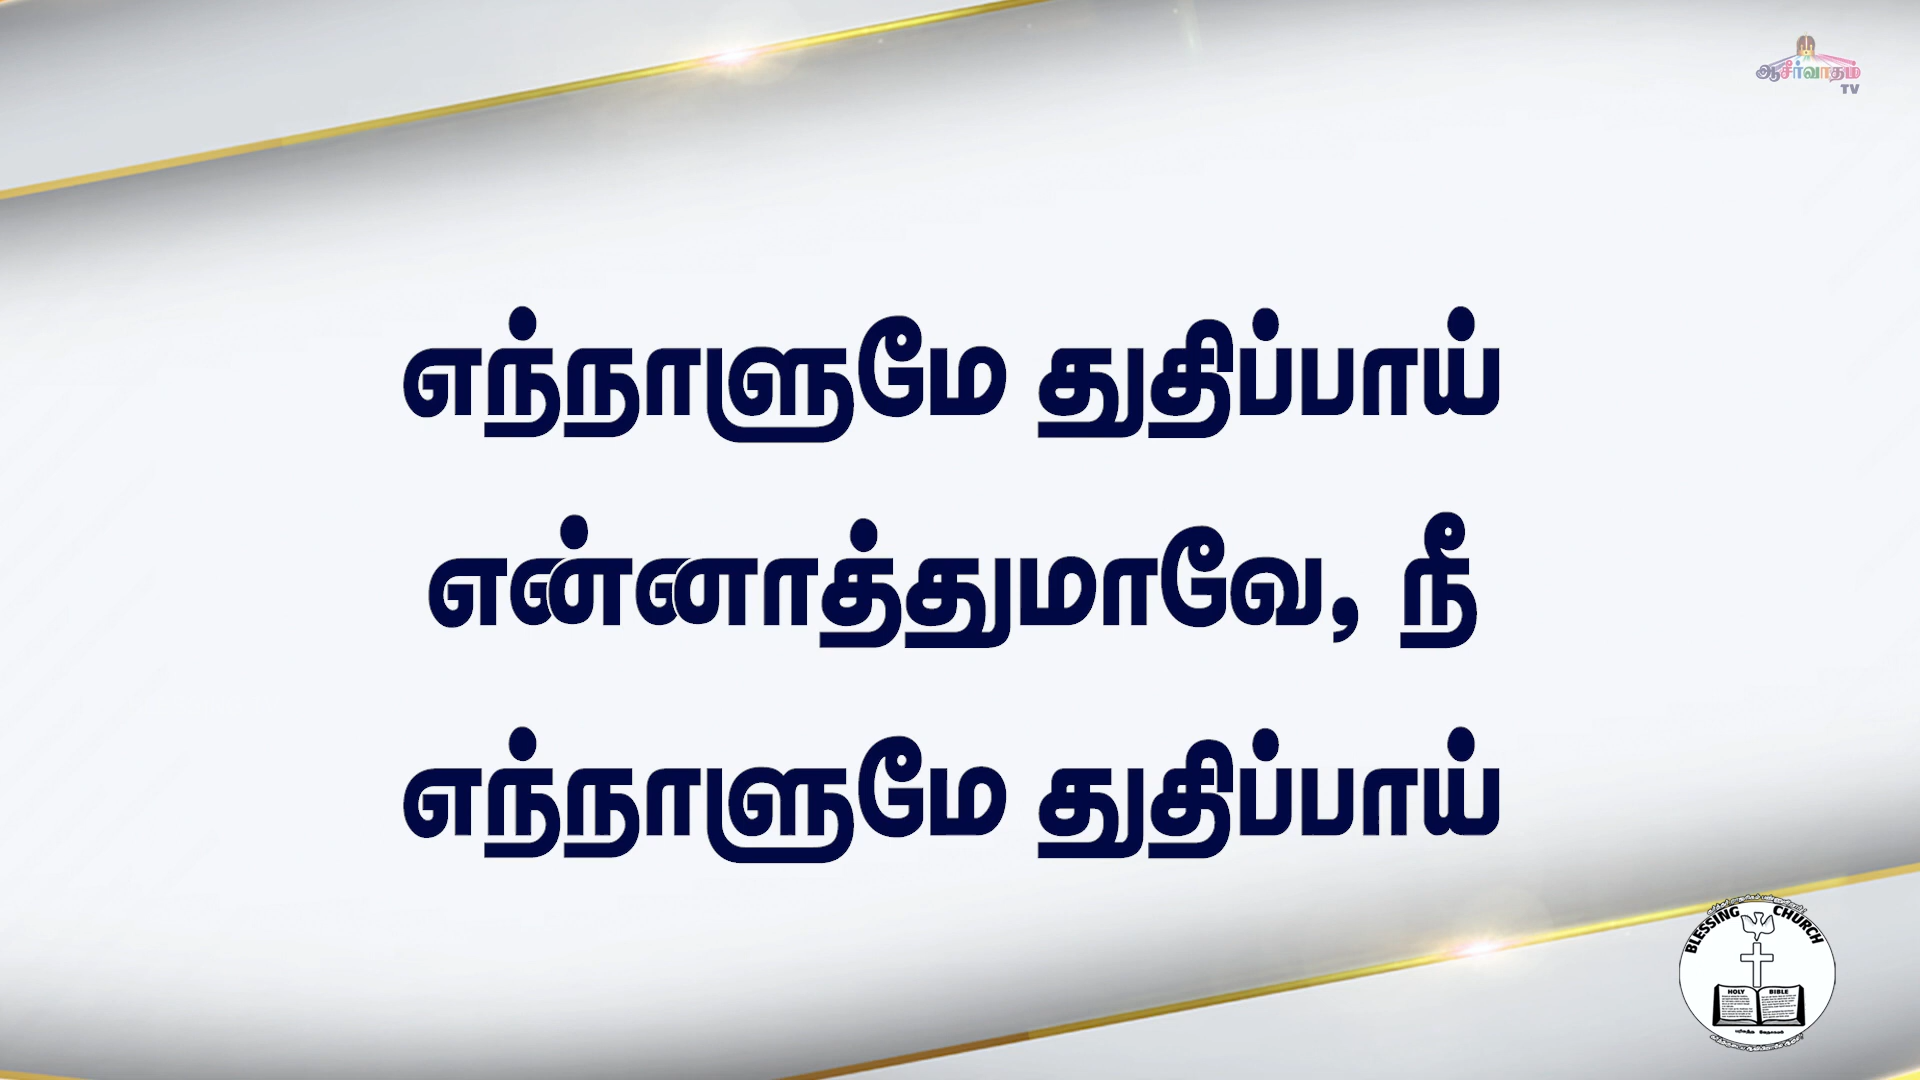 ஆசீர்வாதம்
TV
எந்நாளுமே துதிப்பாய்
என்னாத்துமாவே, நீ
எந்நாளுமே துதிப்பாய்
BLESSING CHURCH
HOLY BIBLE